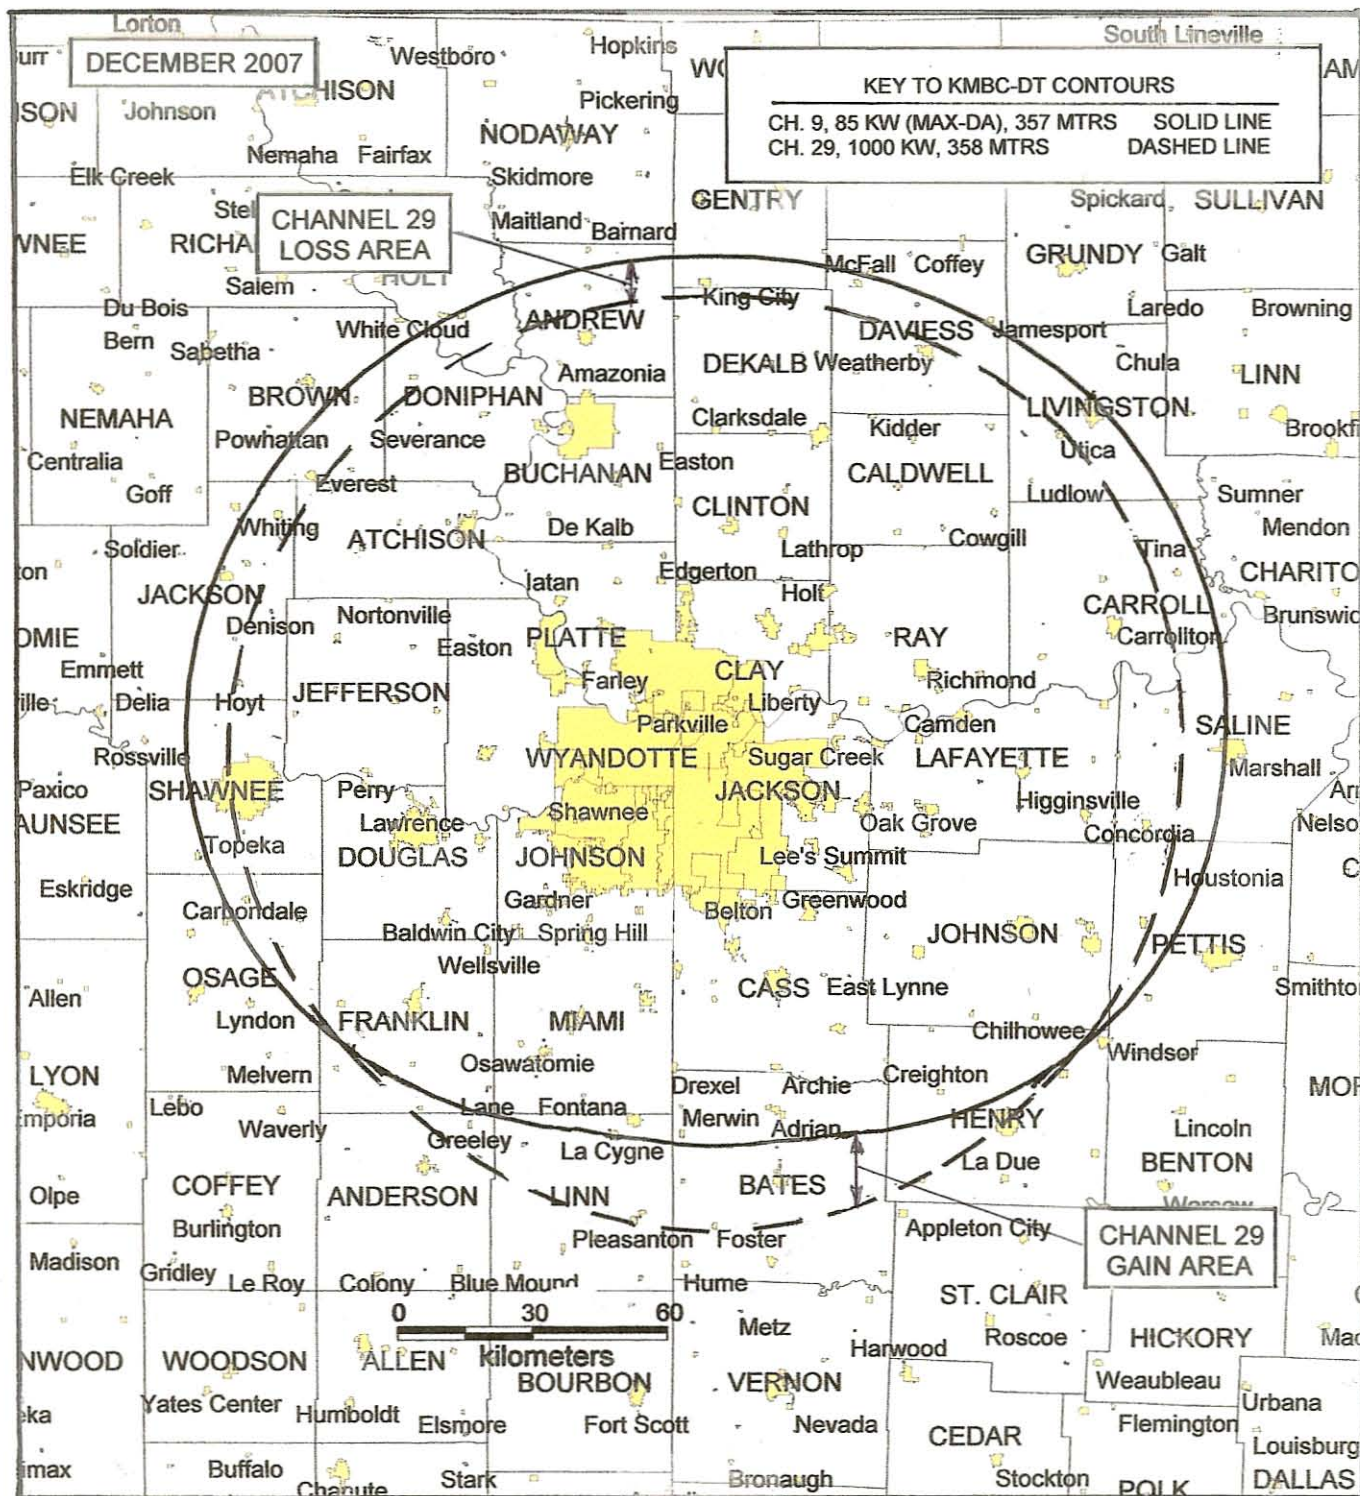 Lorton
South Lineville
Hopkins
Westboro
DECEMBER 2007
KEY TO KMBC-DT CONTOURS
CH. 9, 85 KW (MAX-DA), 357 MTRS SOLID LINE
CH. 29, 1000 KW, 358 MTRS DASHED LINE
Pickering
Johnson
NODAWAY
Nemaha Fairfax
Elk Creek
Skidmore
GENTRY
Spickard SULLIVAN
CHANNEL 29
LOSS AREA
Maitland Barnard
GRUNDY Galt
McFall Coffey
HOLT
Salem
King City
Du Bois
Laredo Browning
White Cloud
ANDREW
DAVIESS Jamesport
Bern
Sabetha
Amazonia
DEKALB Weatherby
Chula
LINN
BROWN
DONIPHAN
NEMAHA
Clarksdale
LIVINGSTON
Powhattan Severance
Kidder
Utica
Centralia
BUCHANAN Easton
CALDWELL
Goff
Everest
Ludlow
Sumner
CLINTON
Whiting
De Kalb
Mendon
ATCHISON
Cowgill
Soldier
Lathrop
Tina
Iatan
Edgerton
JACKSON
Holt
CARROLL
Denison
Nortonville
PLATTE
RAY
Carrollton
Easton
Emmett
Farley
CLAY
Richmond
Delia Hoyt
JEFFERSON
Liberty
Parkville
Camden
SALINE
Rossville
WYANDOTTE
Sugar Creek LAFAYETTE
Marshall
Paxico SHAWNEE Perry
JACKSON
Higginsville
Shawnee
Lawrence
Oak Grove
Concordia
Topeka
DOUGLAS JOHNSON
Lee's Summit
Eskridge
Gardner
Greenwood
Houstonia
Carbondale
Belton
Baldwin City Spring Hill
JOHNSON
PETTIS
Wellsville
OSAGE
CASS East Lynne
Allen
Lyndon FRANKLIN MIAMI
Chilhowee
Osawatomie
Windsor
LYON
Melvern
Drexel Archie Creighton
Lebo
Lane Fontana
Merwin
Waverly
Adrian
HENRY
Greeley
La Cygne
Lincoln
La Due
BENTON
COFFEY
ANDERSON
LINN
BATES
Olpe
Warsaw
Burlington
Pleasanton Foster
Appleton City
CHANNEL 29
GAIN AREA
Madison
Gridley Le Roy Colony Blue Mound
Hume
ST. CLAIR
0 30 60
Metz
Roscoe
HICKORY
kilometers
Harwood
WOODSON ALLEN
BOURBON VERNON
Weaubleau
Yates Center
Humboldt
Elsmore Fort Scott
Nevada
Flemington
Urbana
CEDAR
Louisburg
Buffalo
Stark
Bronaugh
Stockton
DALLAS
Chanute
POLK